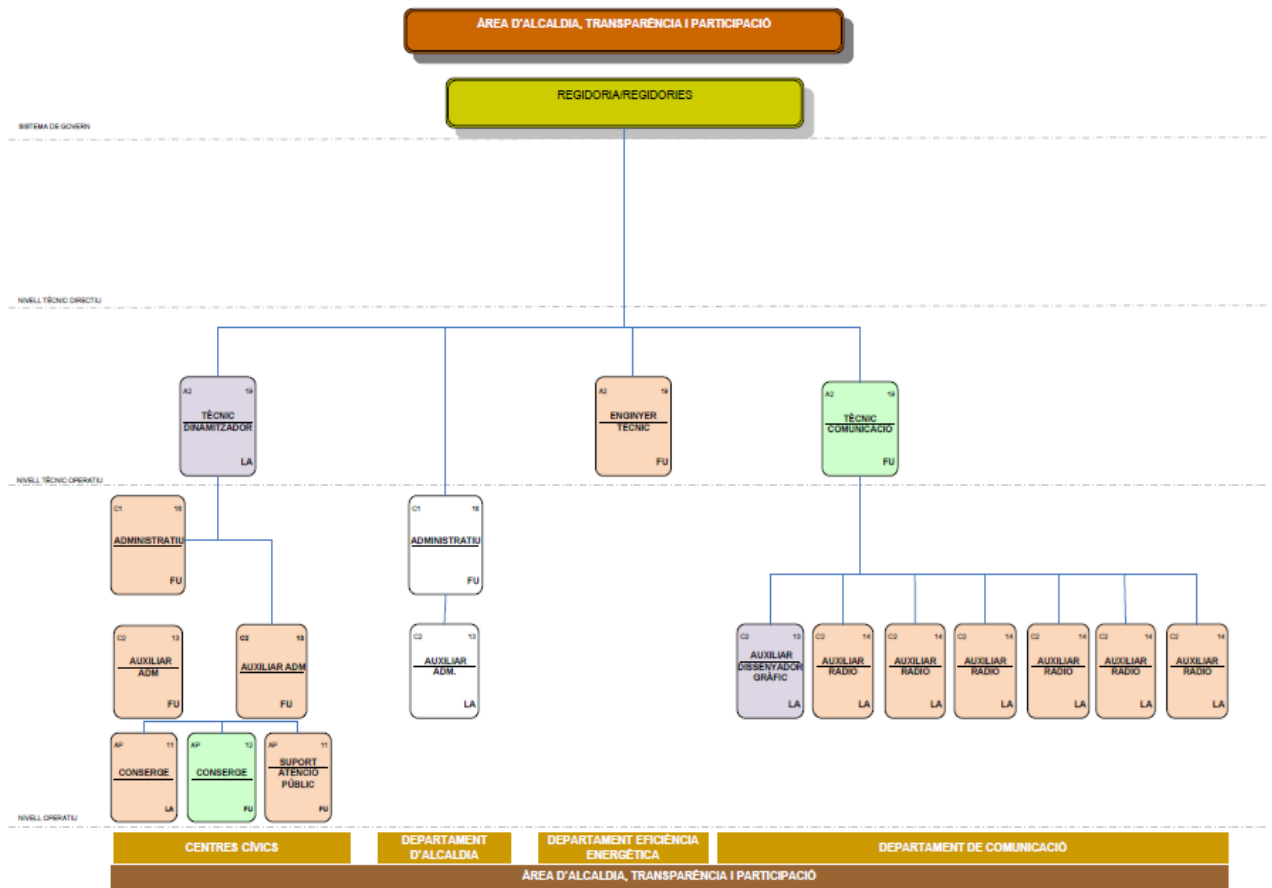 ÀREA D'ALCALDIA, TRANSPARÈNCIA I PARTICIPACIÓ
REGIDORIA/REGIDORIES
SISTEMA DE GOVERN
NIVELL TÈCNIC DIRECTIU
A2 19
TÈCNIC
DINAMITZADOR
LA
A2 19
ENGINYER
TÈCNIC
FU
A2 19
TÈCNIC
COMUNICACIÓ
FU
NIVELL TÈCNIC OPERATIU
C1 16
ADMINISTRATIU
FU
C1 16
ADMINISTRATIU
FU
C2 13
AUXILIAR
ADM
FU
C2 13
AUXILIAR ADM
FU
C2 13
AUXILIAR
ADM.
LA
C2 13
AUXILIAR
DISSENYADOR
GRÀFIC
LA
C2 14
AUXILIAR
RADIO
LA
C2 14
AUXILIAR
RADIO
LA
C2 14
AUXILIAR
RADIO
LA
C2 14
AUXILIAR
RADIO
LA
C2 14
AUXILIAR
RADIO
LA
C2 14
AUXILIAR
RADIO
LA
AP 11
CONSERGE
LA
AP 12
CONSERGE
FU
AP 11
SUPORT
ATENCIÓ
PÚBLIC
FU
NIVELL OPERATIU
CENTRES CÍVICS
DEPARTAMENT
D'ALCALDIA
DEPARTAMENT EFICIÈNCIA
ENERGÈTICA
DEPARTAMENT DE COMUNICACIÓ
ÀREA D'ALCALDIA, TRANSPARÈNCIA I PARTICIPACIÓ